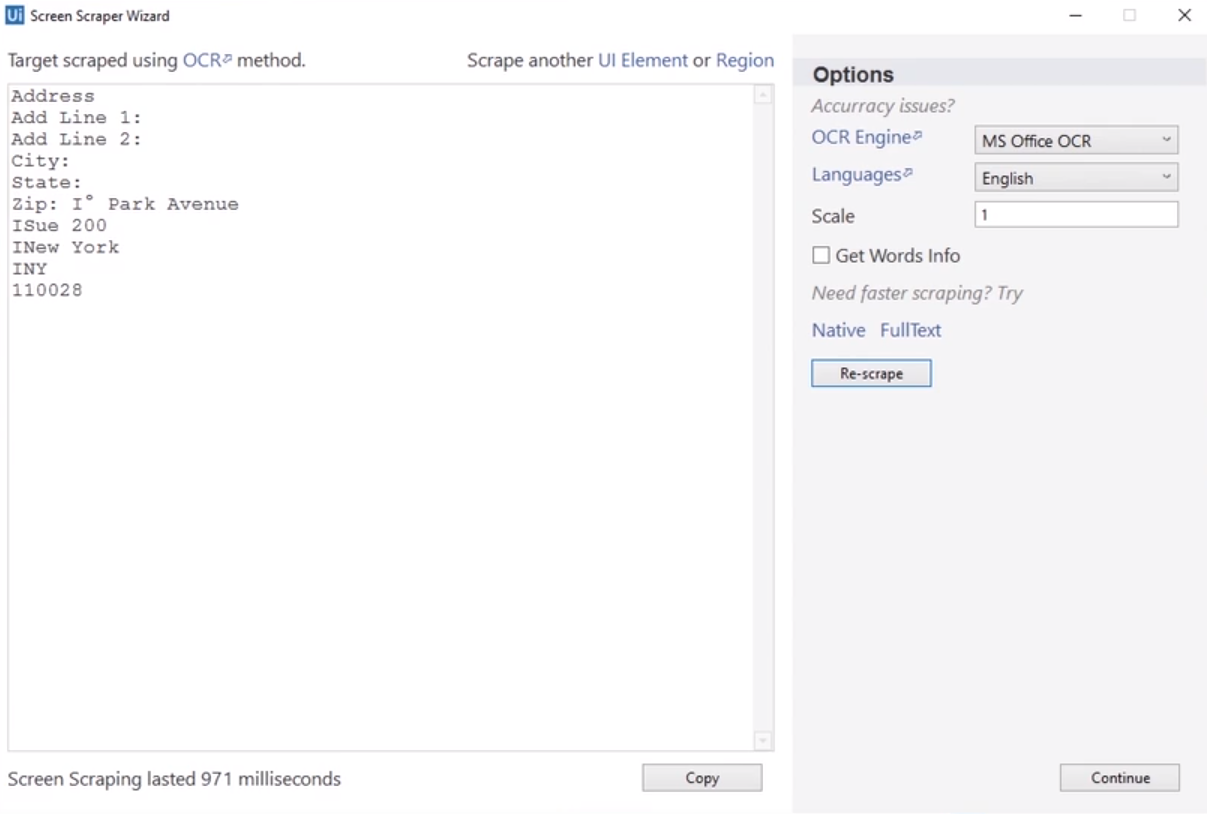 Ui Screen Scraper Wizard
Target scraped using OCR method.
Scrape another UI Element or Region
Address
Add Line 1:
Add Line 2:
City:
State:
Zip: I° Park Avenue
ISue 200
INew York
INY
110028
Screen Scraping lasted 971 milliseconds
Copy
Options
Accurracy issues?
OCR Engine MS Office OCR
Languages English
Scale 1
Get Words Info
Need faster scraping? Try
Native FullText
Re-scrape
Continue